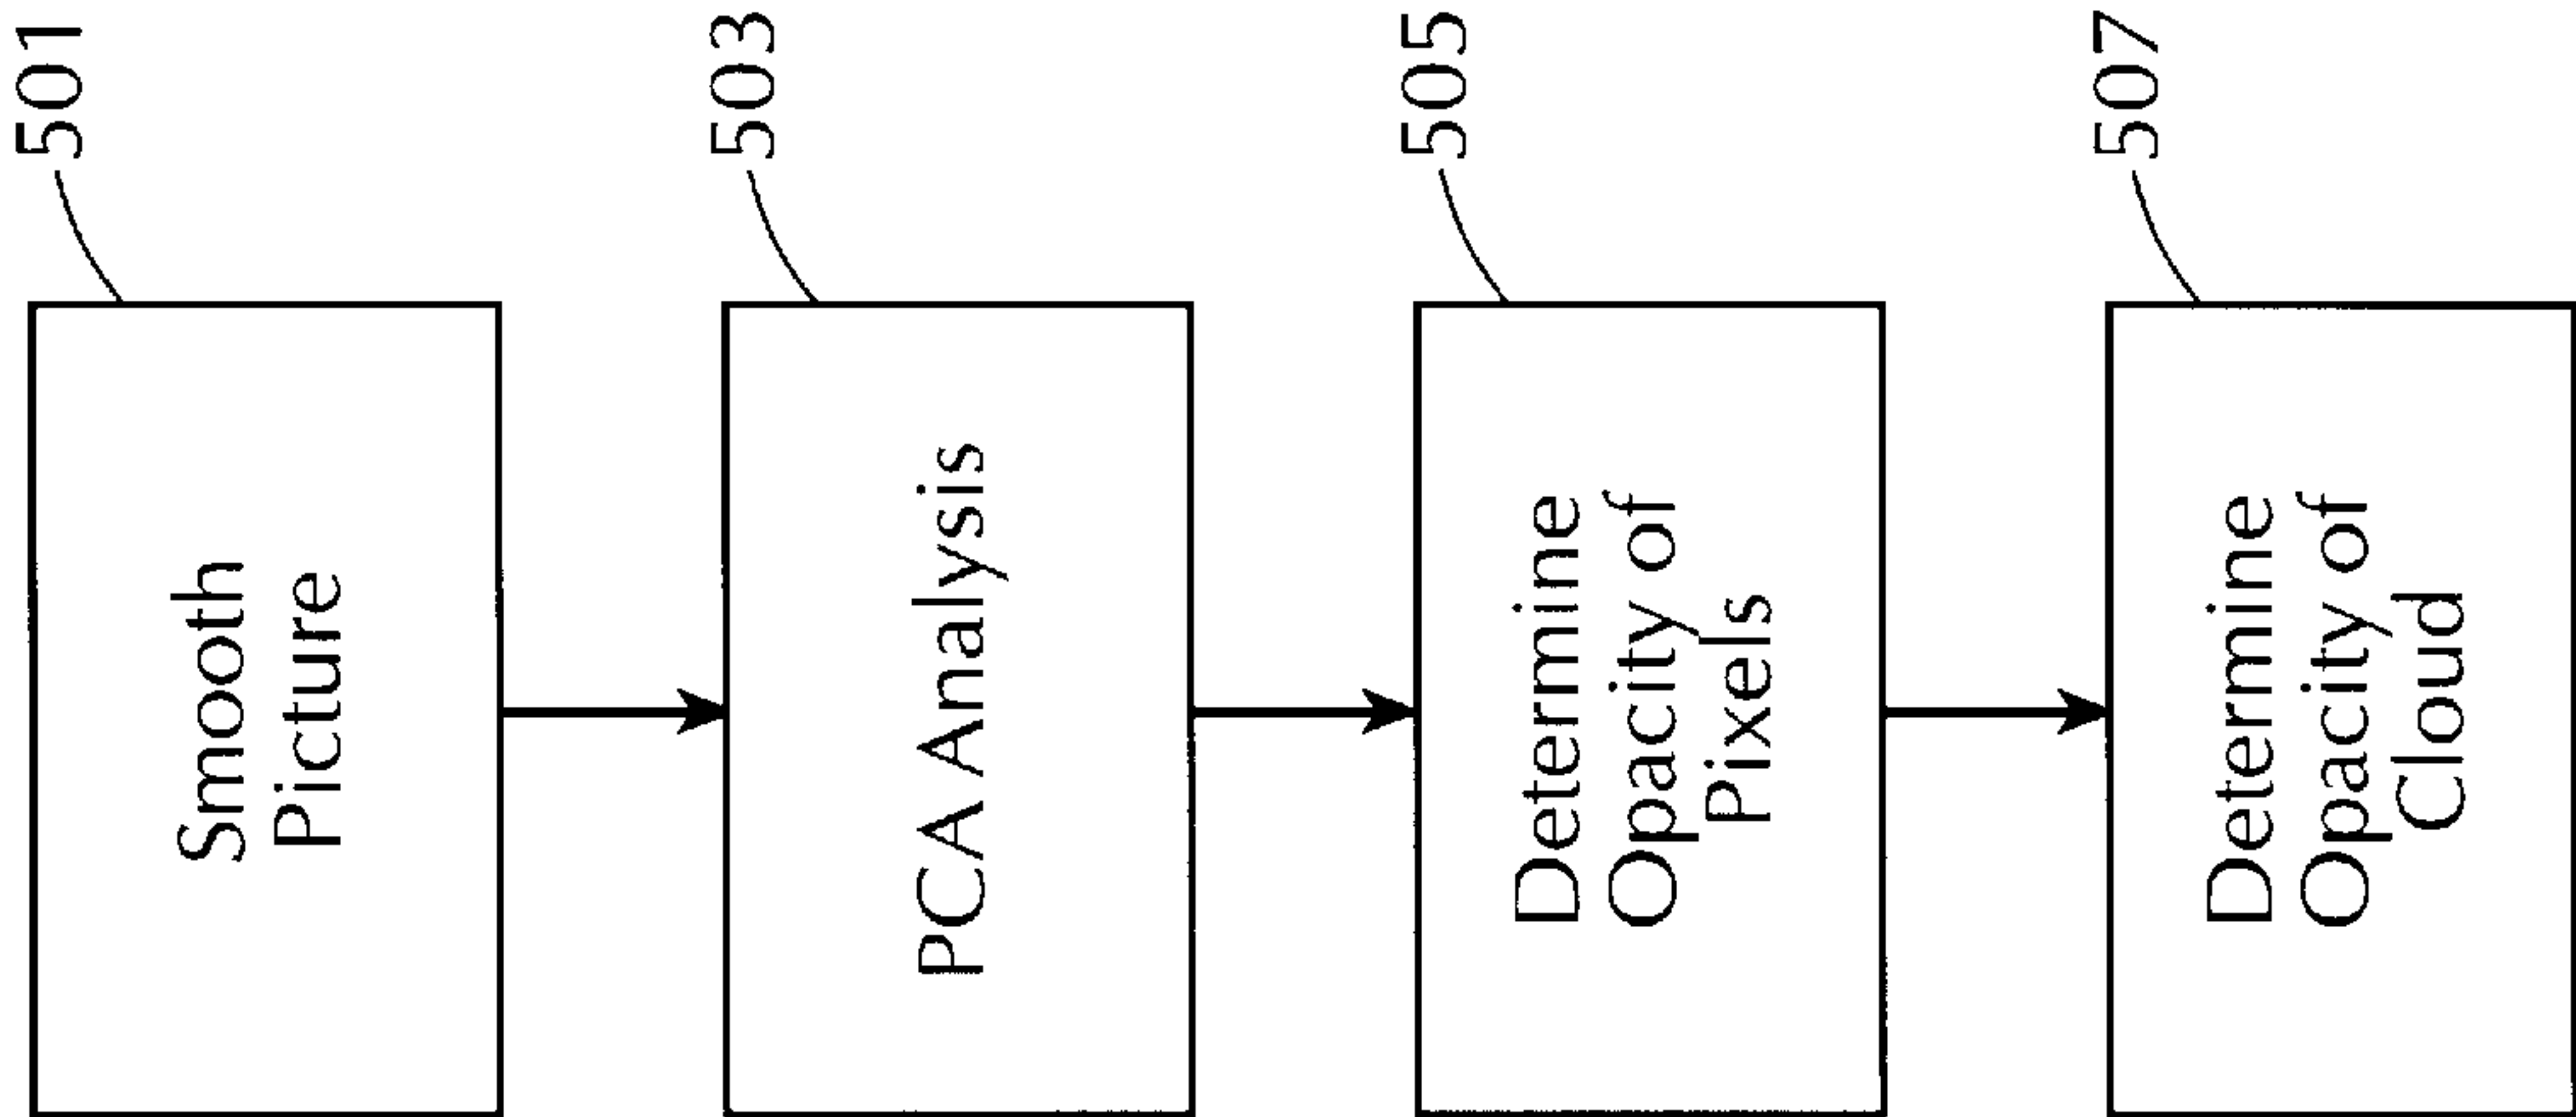 501
Smooth
Picture
503
PCA Analysis
505
Determine
Opacity of
Pixels
507
Determine
Opacity of
Cloud